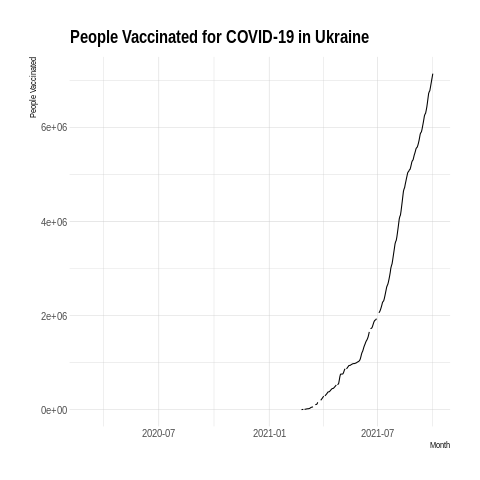 People Vaccinated for COVID-19 in Ukraine
People Vaccinated
6e+06
4e+06
2e+06
0e+00
2020-07
2021-01
2021-07
Month